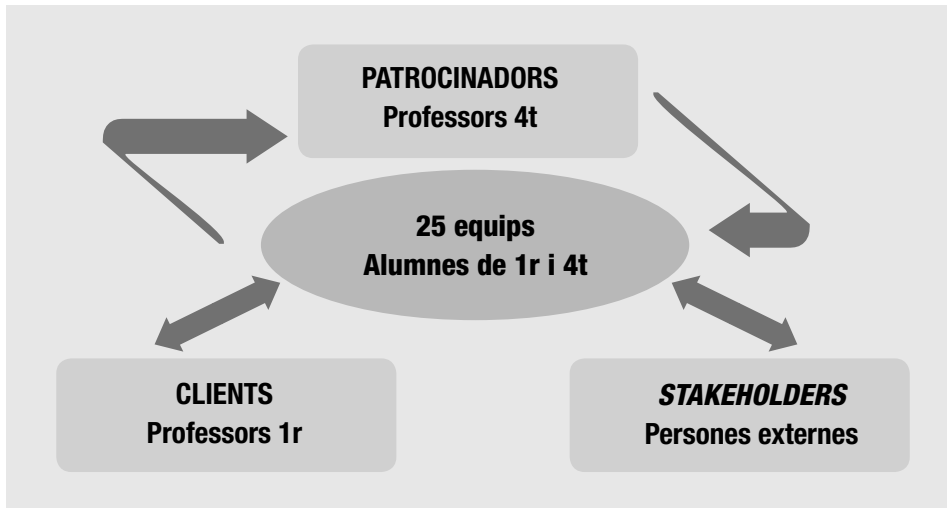 PATROCINADORS
Professors 4t
25 equips
Alumnes de 1r i 4t
CLIENTS
Professors 1r
STAKEHOLDERS
Persones externes